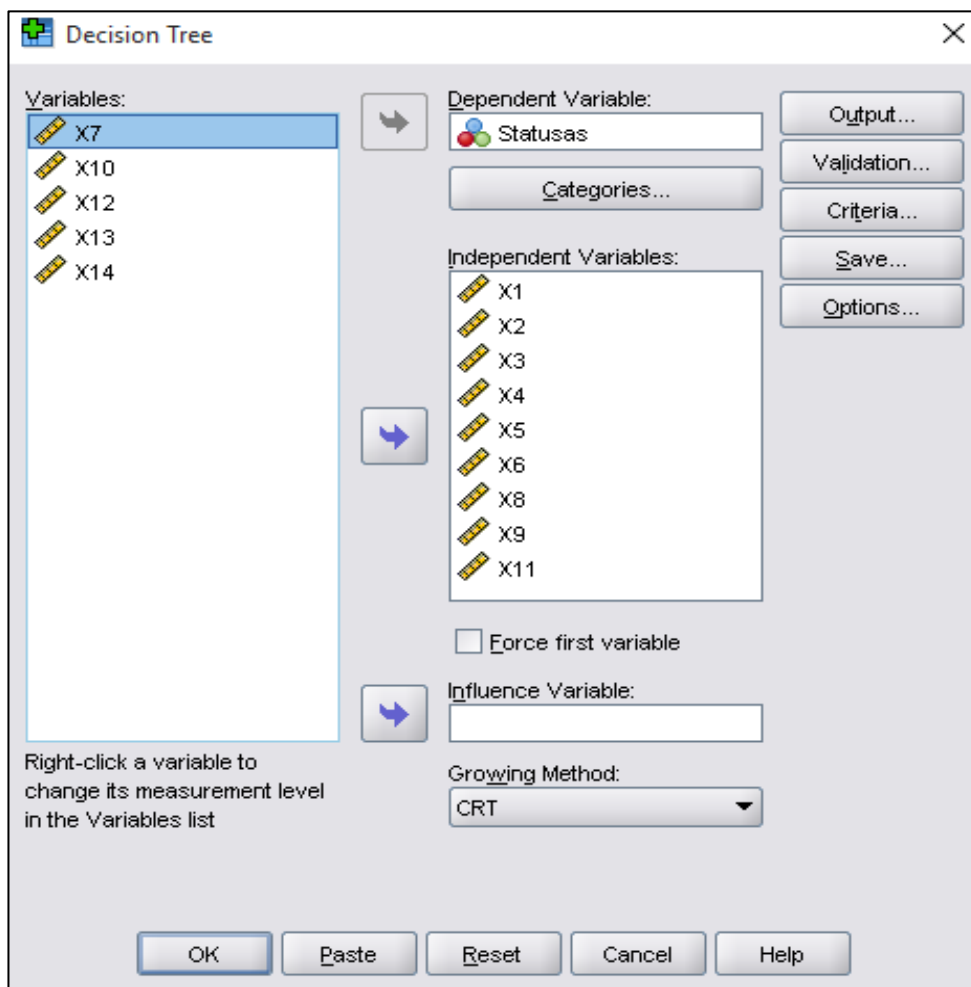 Decision Tree
Variables:
X7
X10
X12
X13
X14
Right-click a variable to
change its measurement level
in the Variables list
Dependent Variable:
Statusas
Categories...
Independent Variables:
X1
X2
X3
X4
X5
X6
X8
X9
X11
Force first variable
Influence Variable:
Growing Method:
CRT
Output...
Validation...
Criteria...
Save...
Options...
OK
Paste
Reset
Cancel
Help